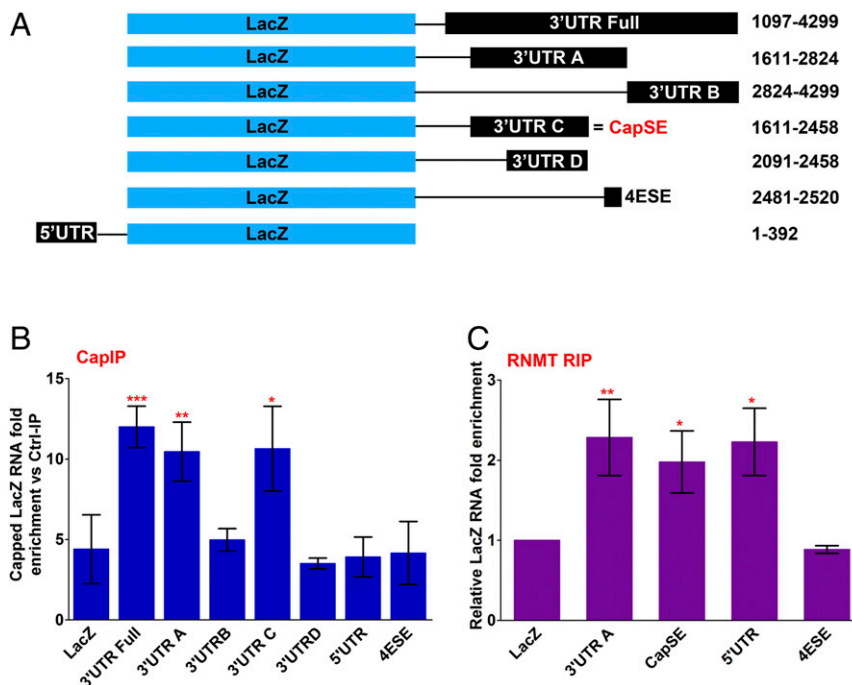 A
LacZ 3'UTR Full 1097-4299
LacZ 3'UTR A 1611-2824
LacZ 3'UTR B 2824-4299
LacZ 3'UTR C = CapSE 1611-2458
LacZ 3'UTR D 2091-2458
LacZ 4ESE 2481-2520
5'UTR LacZ 1-392
B
CapIP
Capped LacZ RNA fold
enrichment vs Ctrl-IP
15
10
5
0
***
**
*
LacZ
3'UTR Full
3'UTR A
3'UTRB
3'UTR C
3'UTRD
5'UTR
4ESE
C
RNMT RIP
Relative LacZ RNA fold enrichment
3
2
1
0
**
*
*
LacZ
3'UTR A
CapSE
5'UTR
4ESE